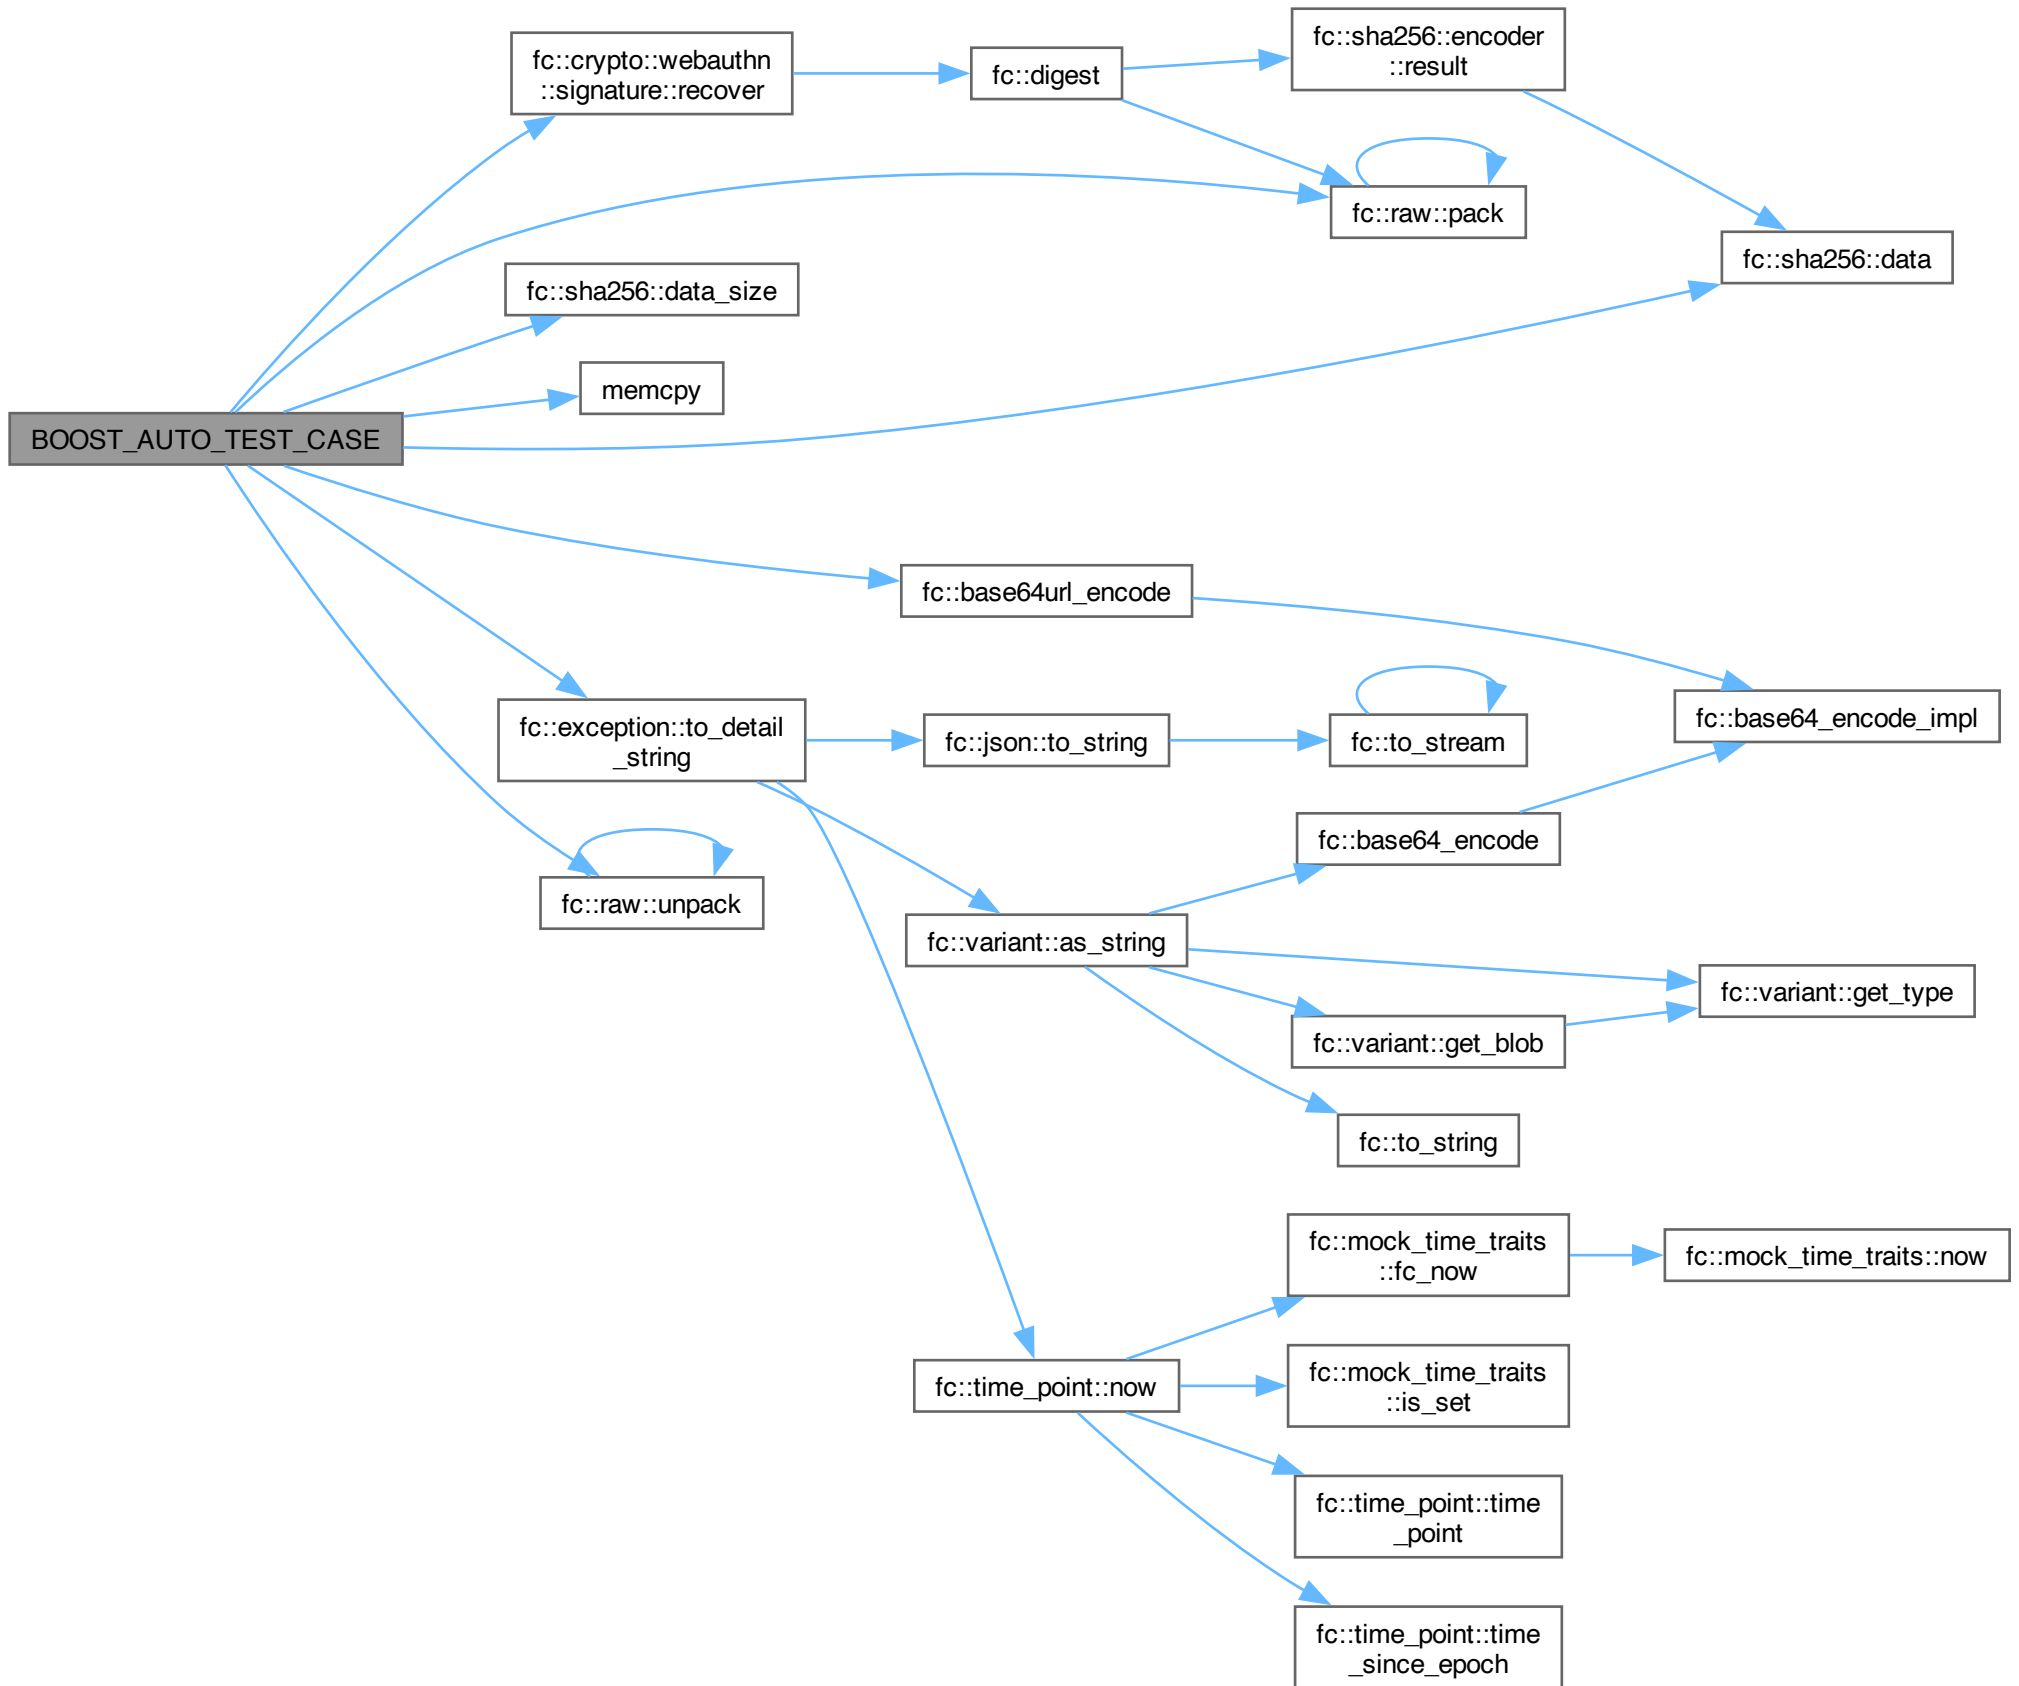 fc::sha256::encoder
::result
fc::crypto::webauthn
::signature::recover
fc::digest
fc::raw::pack
fc::sha256::data
fc::sha256::data_size
memcpy
BOOST_AUTO_TEST_CASE
fc::base64url_encode
fc::base64_encode_impl
fc::exception::to_detail
_string
fc::json::to_string
fc::to_stream
fc::base64_encode
fc::raw::unpack
fc::variant::as_string
fc::variant::get_type
fc::variant::get_blob
fc::to_string
fc::mock_time_traits
::fc_now
fc::mock_time_traits::now
fc::time_point::now
fc::mock_time_traits
::is_set
fc::time_point::time
_point
fc::time_point::time
_since_epoch